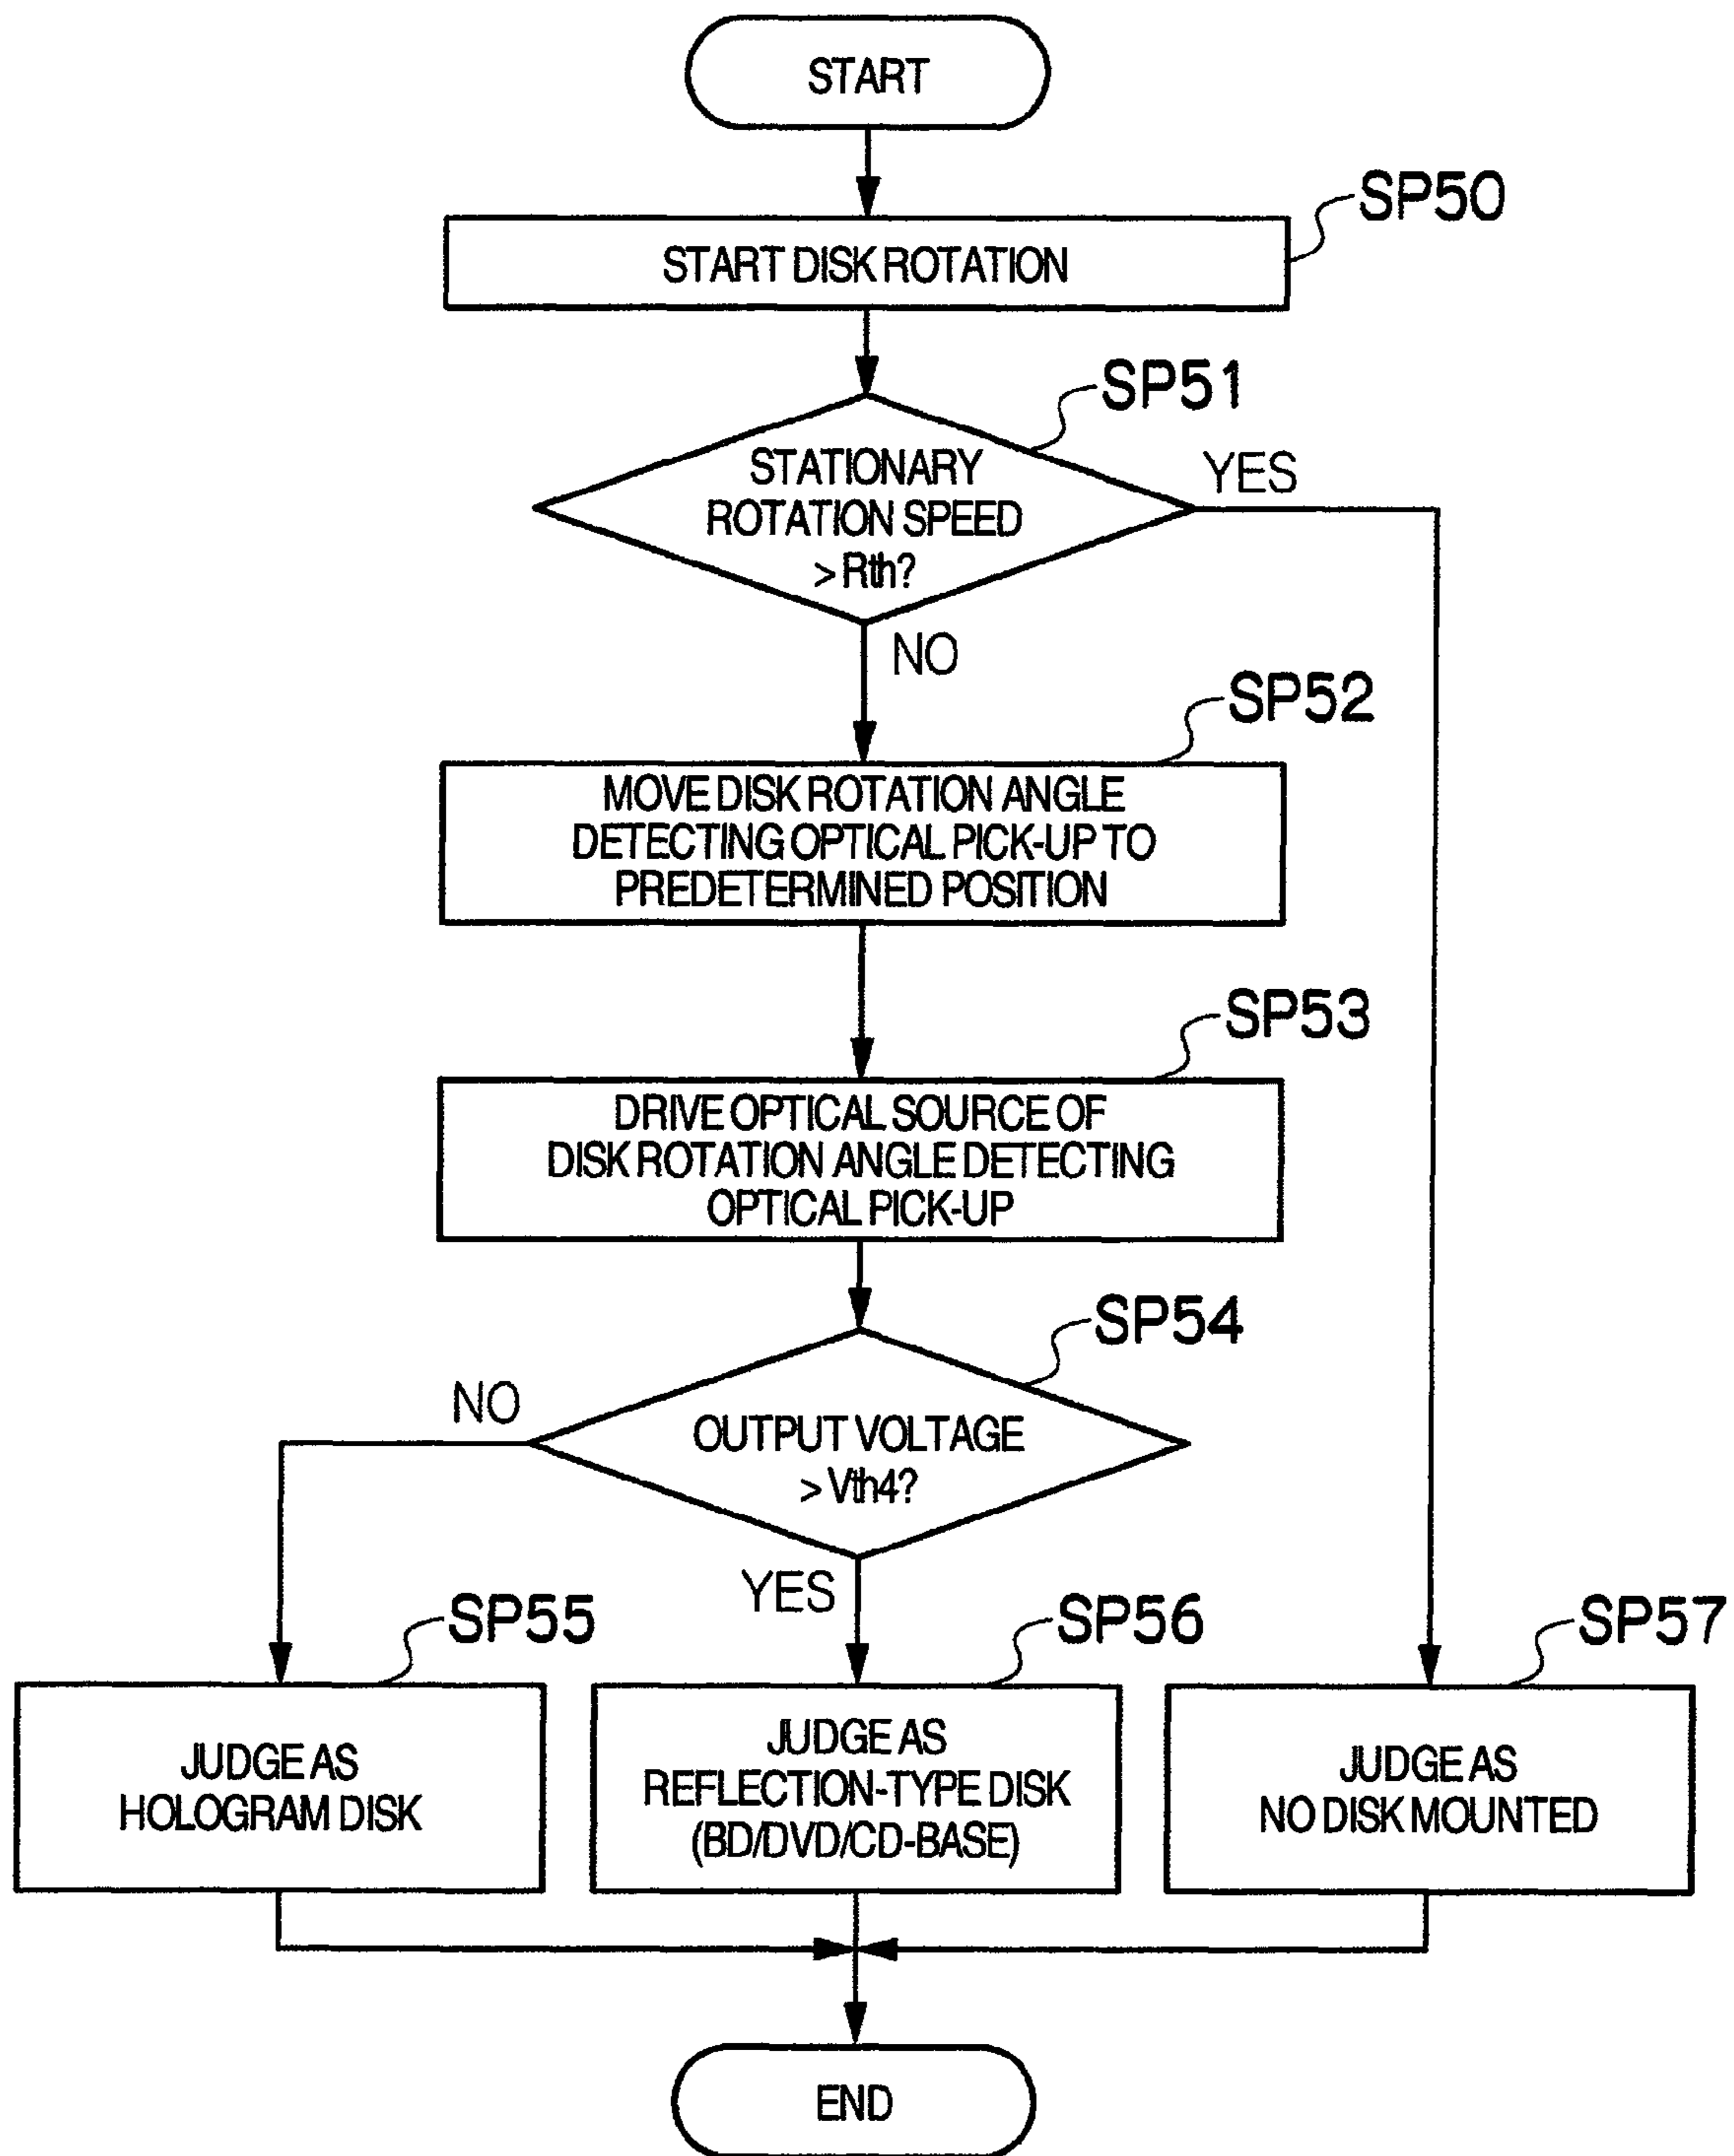 START
SP50
START DISK ROTATION
SP51
STATIONARY
ROTATION SPEED
> Rth?
YES
NO
SP52
MOVE DISK ROTATION ANGLE
DETECTING OPTICAL PICK-UP TO
PREDETERMINED POSITION
SP53
DRIVE OPTICAL SOURCE OF
DISK ROTATION ANGLE DETECTING
OPTICAL PICK-UP
SP54
NO
OUTPUT VOLTAGE
> Vth4?
YES
SP55
JUDGE AS
HOLOGRAM DISK
SP56
JUDGE AS
REFLECTION-TYPE DISK
(BD/DVD/CD-BASE)
SP57
JUDGE AS
NO DISK MOUNTED
END